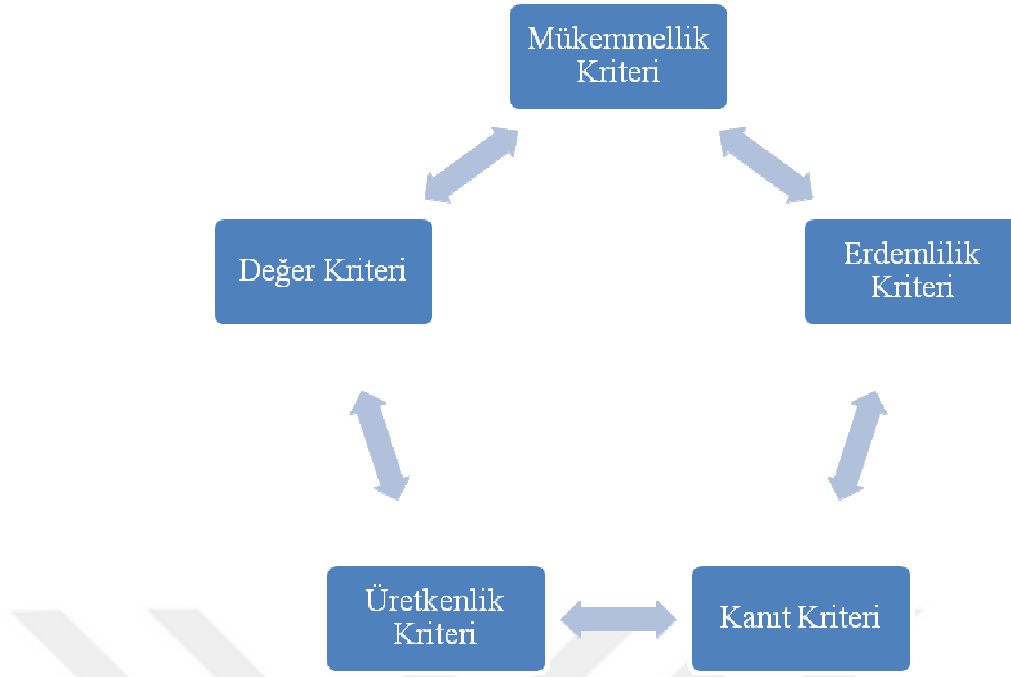 Mükemmellik
Kriteri
Değer Kriteri
Erdemlilik
Kriteri
Üretkenlik
Kriteri
Kanıt Kriteri